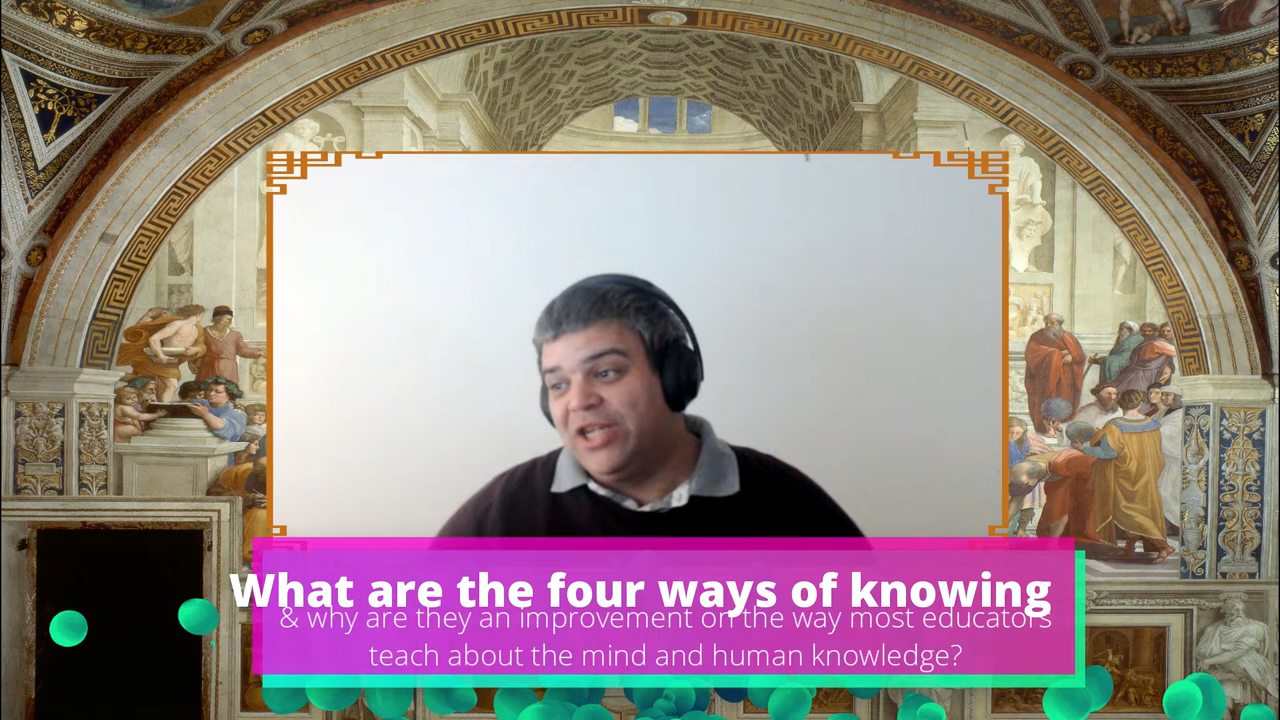 What are the four ways of knowing
& why are they an improvement on the way most educators
teach about the mind and human knowledge?